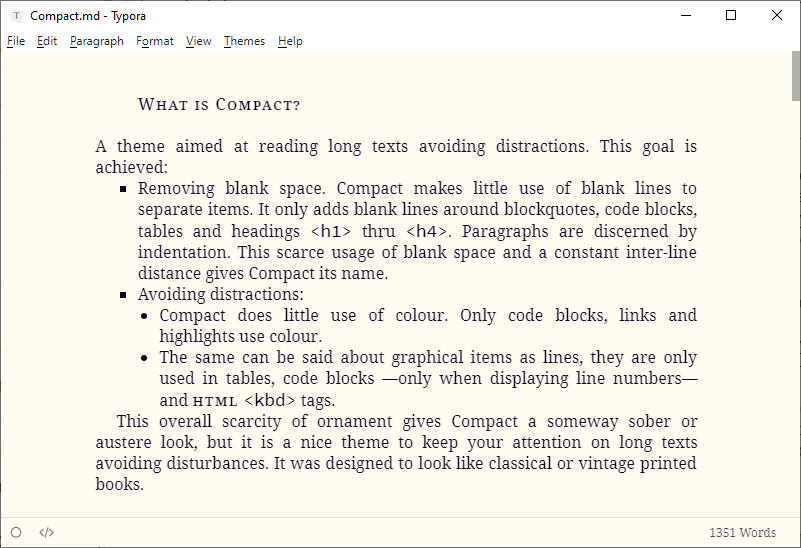 T Compact.md - Typora
File Edit Paragraph Format View Themes Help
What is Compact?
A theme aimed at reading long texts avoiding distractions. This goal is
achieved:
▪ Removing blank space. Compact makes little use of blank lines to
separate items. It only adds blank lines around blockquotes, code blocks,
tables and headings <h1> thru <h4>. Paragraphs are discerned by
indentation. This scarce usage of blank space and a constant inter-line
distance gives Compact its name.
▪ Avoiding distractions:
• Compact does little use of colour. Only code blocks, links and
highlights use colour.
• The same can be said about graphical items as lines, they are only
used in tables, code blocks —only when displaying line numbers—
and HTML <kbd> tags.
This overall scarcity of ornament gives Compact a someway sober or
austere look, but it is a nice theme to keep your attention on long texts
avoiding disturbances. It was designed to look like classical or vintage printed
books.
</> 1351 Words